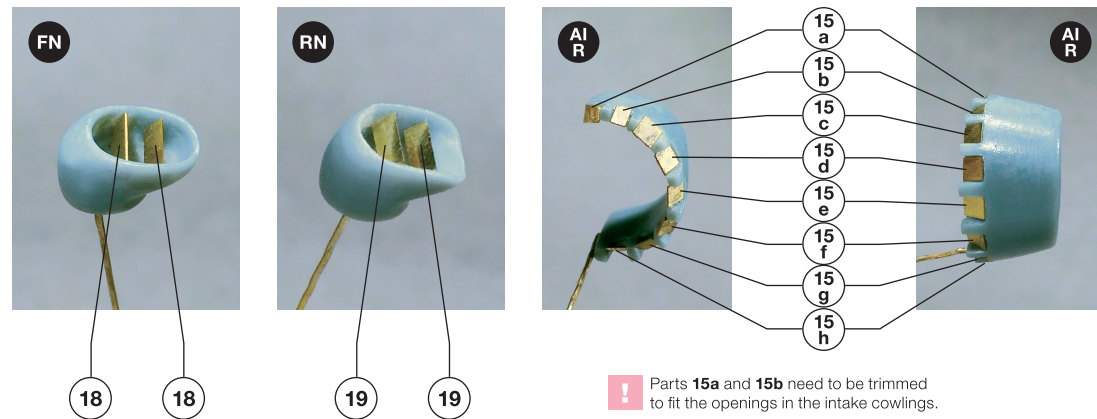 FN
RN
AI
R
AI
R
15
a
15
b
15
c
15
d
15
e
15
f
15
g
15
h
18
18
19
19
!
Parts 15a and 15b need to be trimmed
to fit the openings in the intake cowlings.